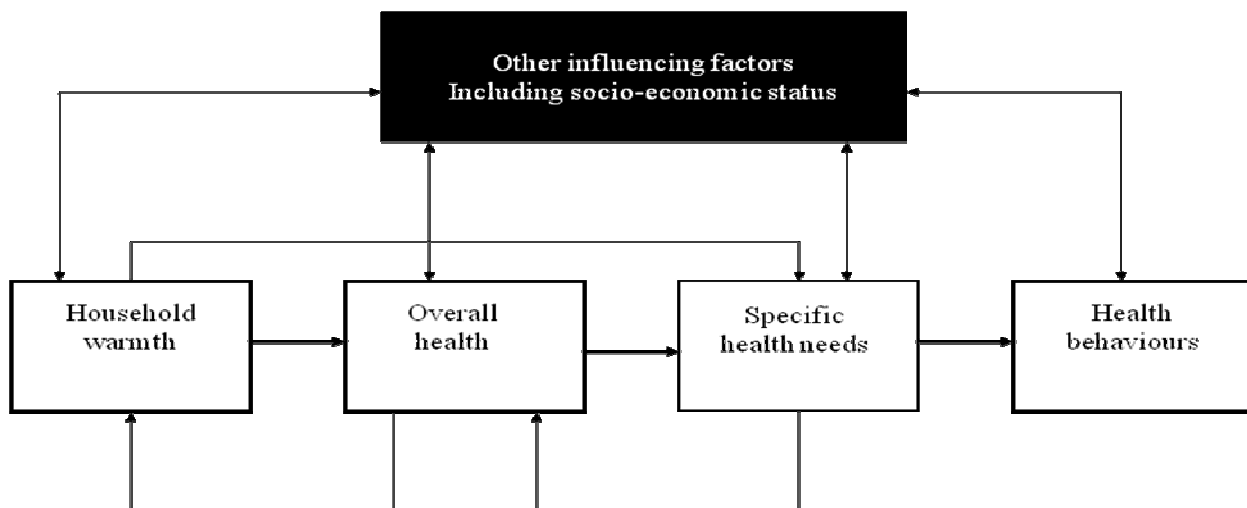 Other influencing factors
Including socio-economic status
Household
warmth
Overall
health
Specific
health needs
Health
behaviours